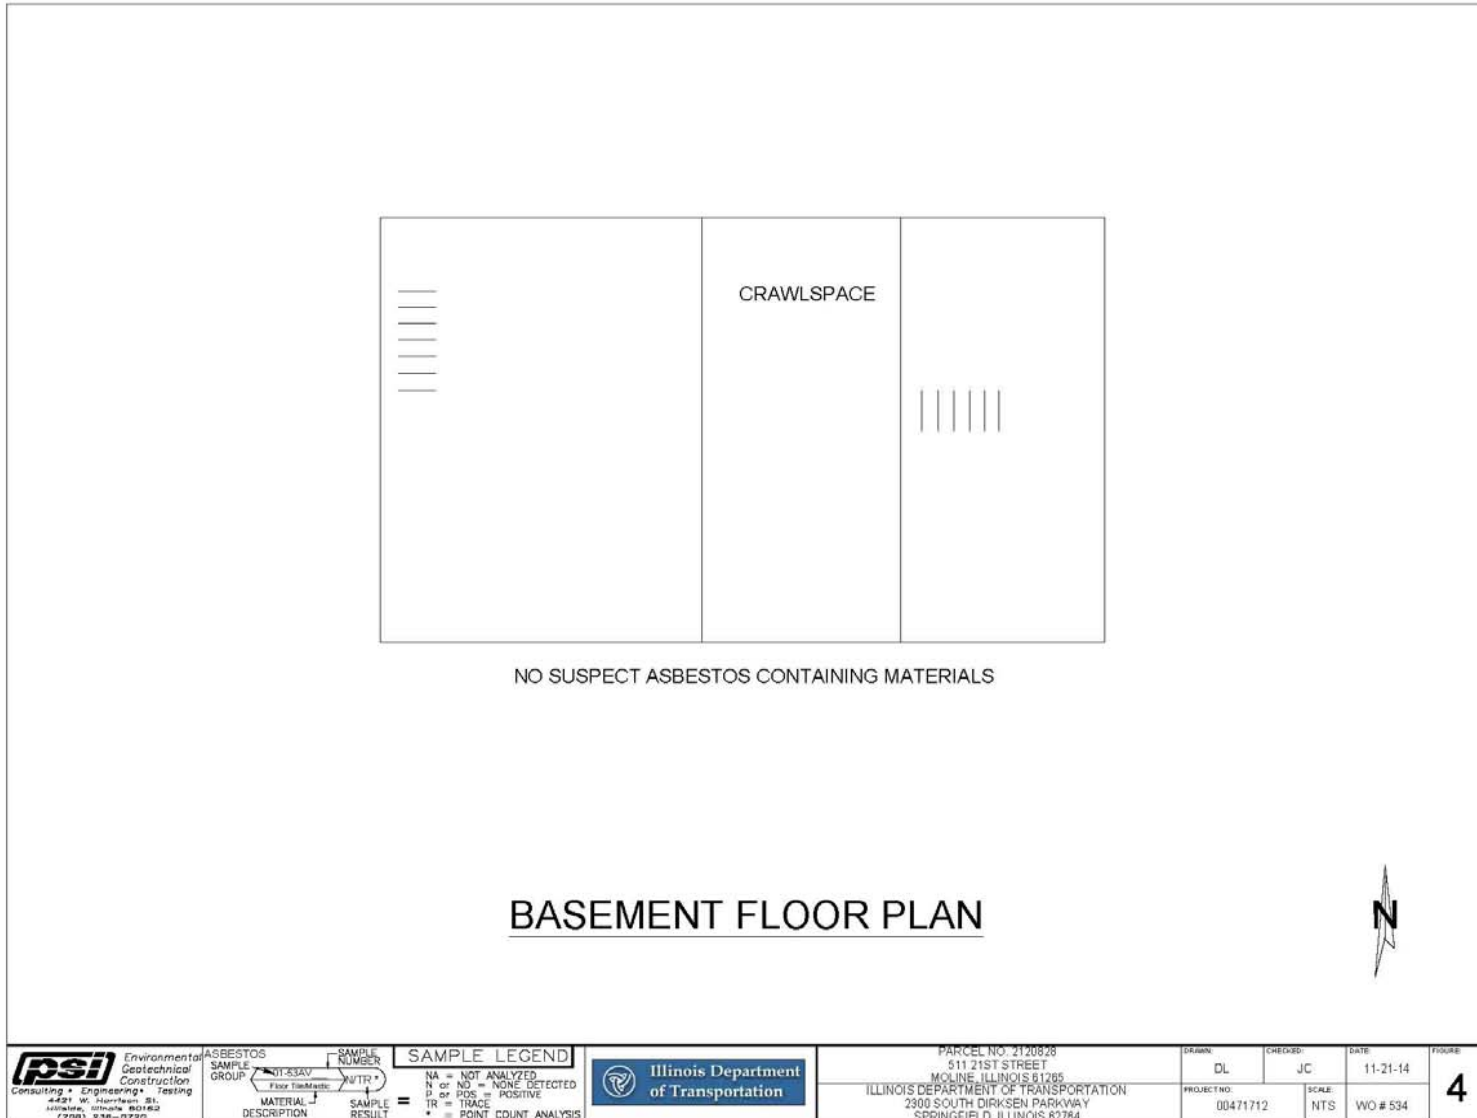 CRAWLSPACE
NO SUSPECT ASBESTOS CONTAINING MATERIALS
BASEMENT FLOOR PLAN
N
psi
Environmental
Geotechnical
Construction
Consulting • Engineering • Testing
4421 W. Harrison St.
Hillside, Illinois 60162
ASBESTOS
SAMPLE
GROUP
SAMPLE
NUMBER
01-53AV
N/TR *
Floor Tile/Mastic
MATERIAL
DESCRIPTION
SAMPLE
RESULT
=
SAMPLE LEGEND
NA = NOT ANALYZED
N or ND = NONE DETECTED
P or POS = POSITIVE
TR = TRACE
* = POINT COUNT ANALYSIS
Illinois Department
of Transportation
PARCEL NO. 2120828
511 21ST STREET
MOLINE, ILLINOIS 61265
ILLINOIS DEPARTMENT OF TRANSPORTATION
2300 SOUTH DIRKSEN PARKWAY
SPRINGFIELD, ILLINOIS 62764
DRAWN:
DL
CHECKED:
JC
DATE:
11-21-14
PROJECT NO.
00471712
SCALE:
NTS
WO # 534
FIGURE
4